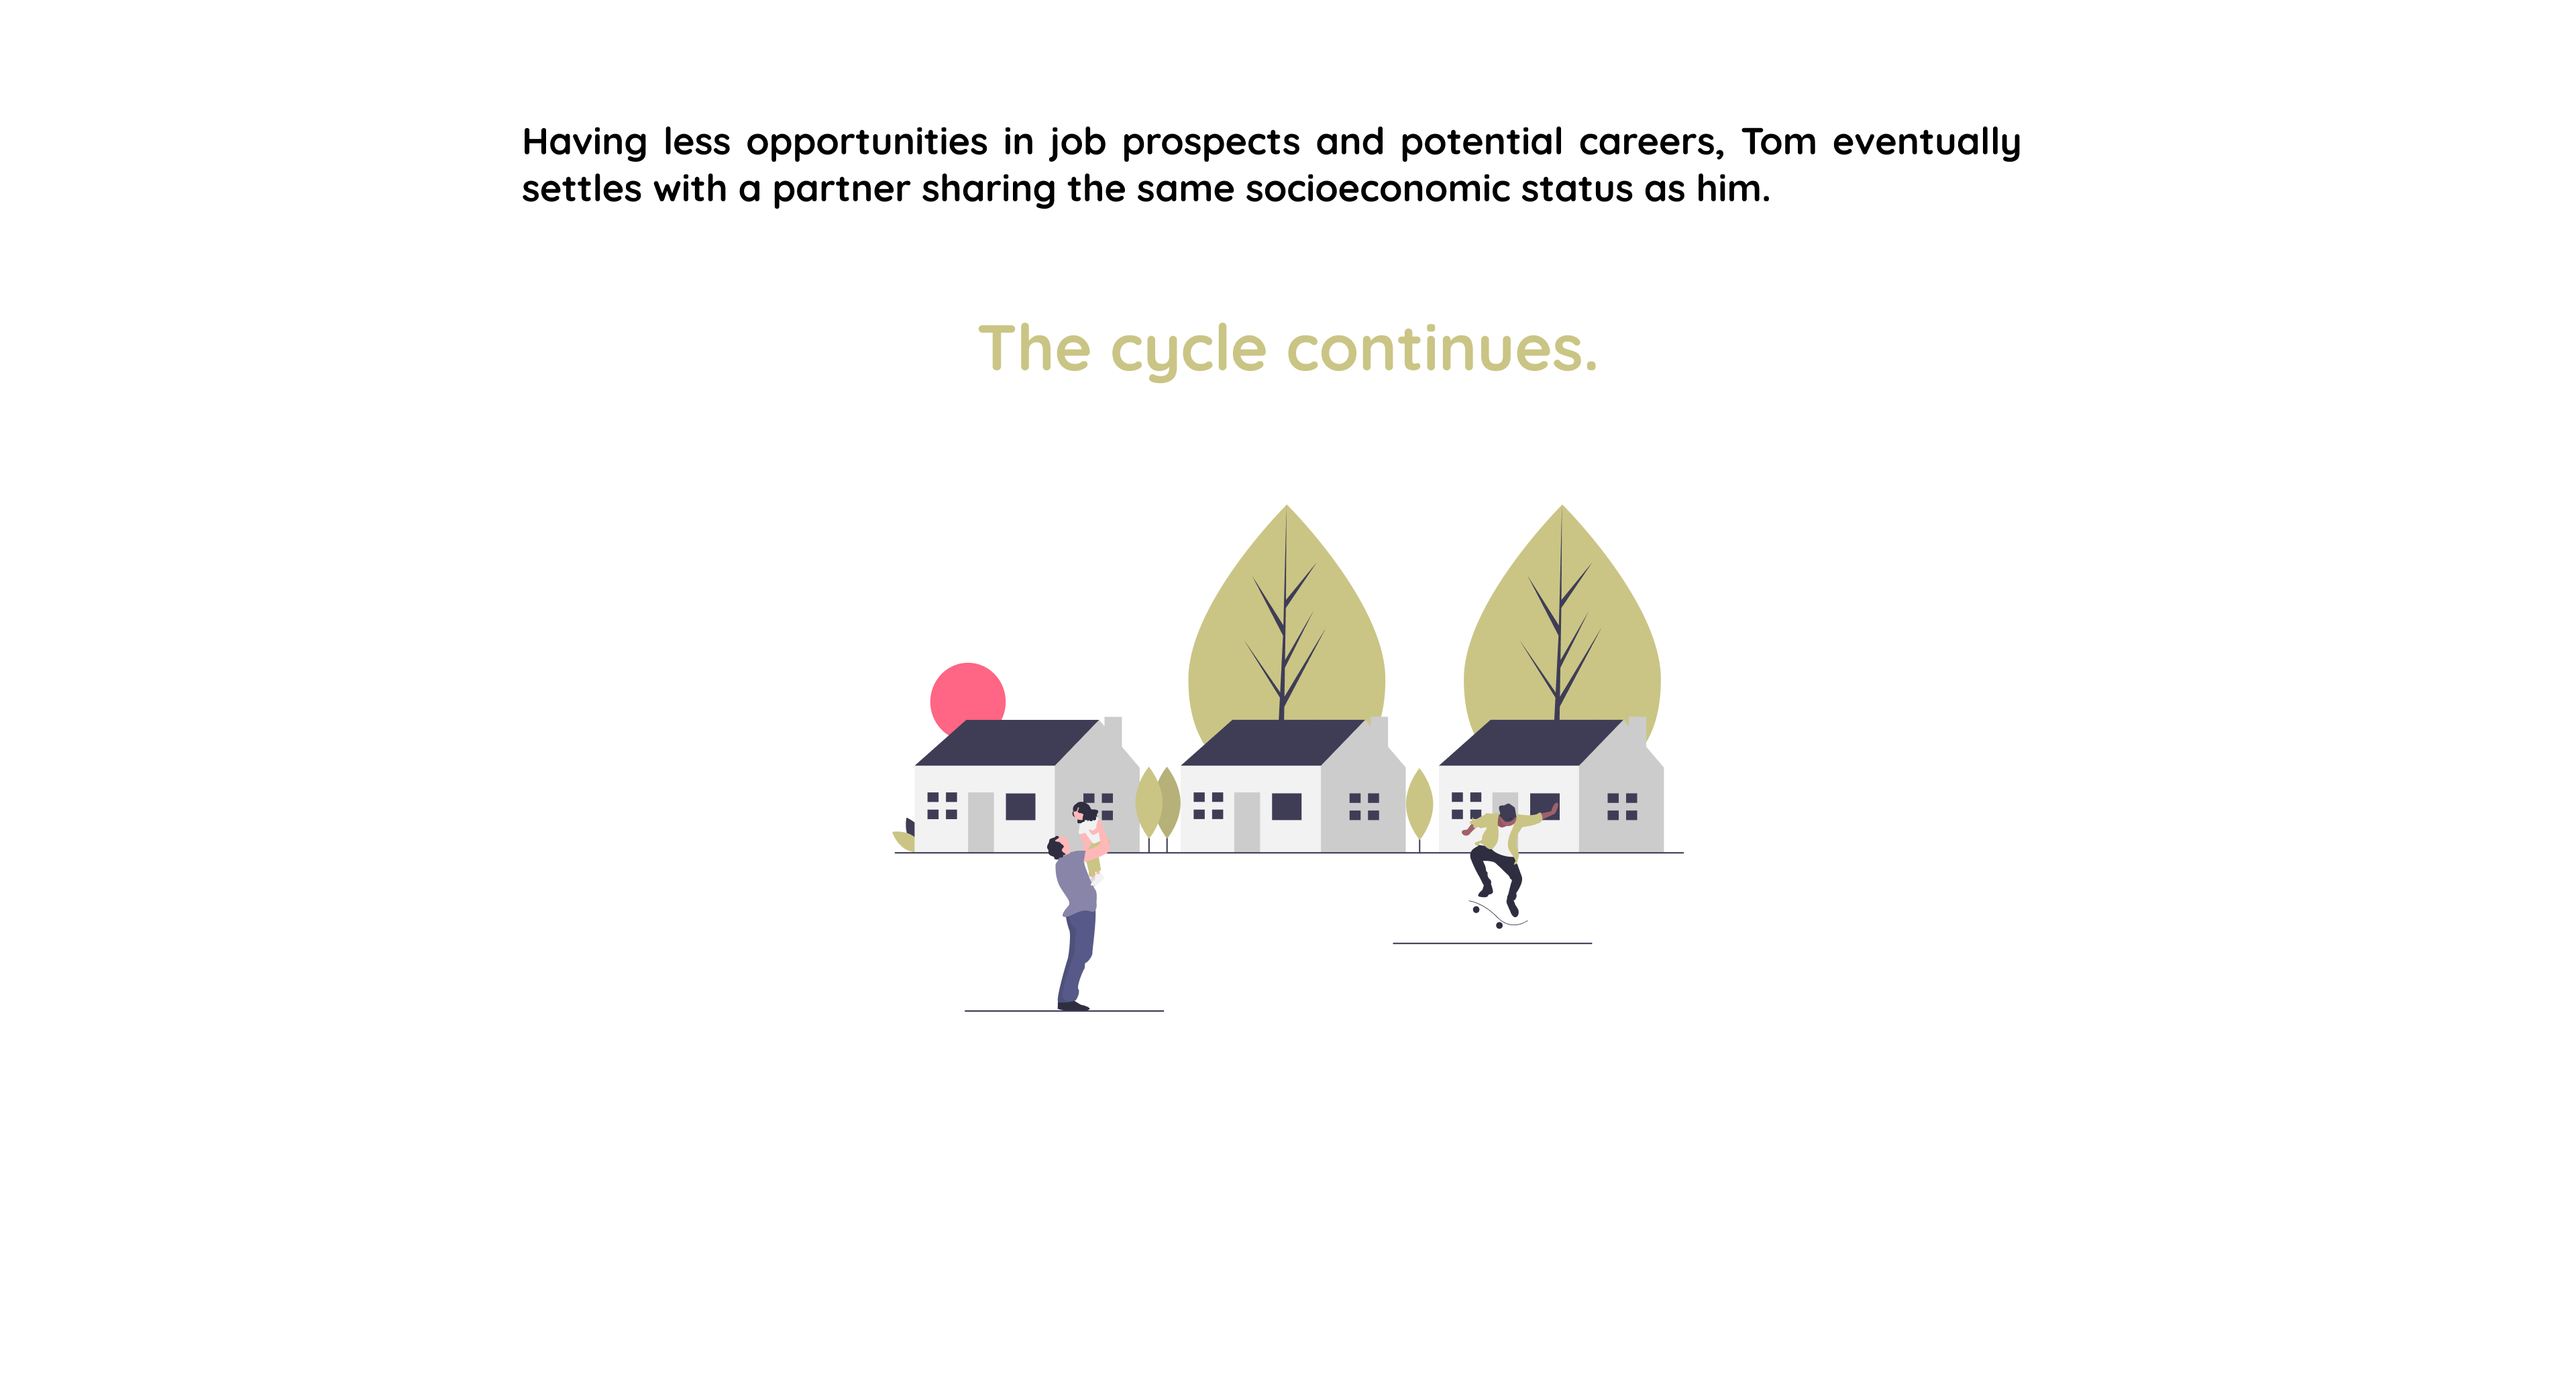 Having less opportunities in job prospects and potential careers, Tom eventually
settles with a partner sharing the same socioeconomic status as him.
The cycle continues.